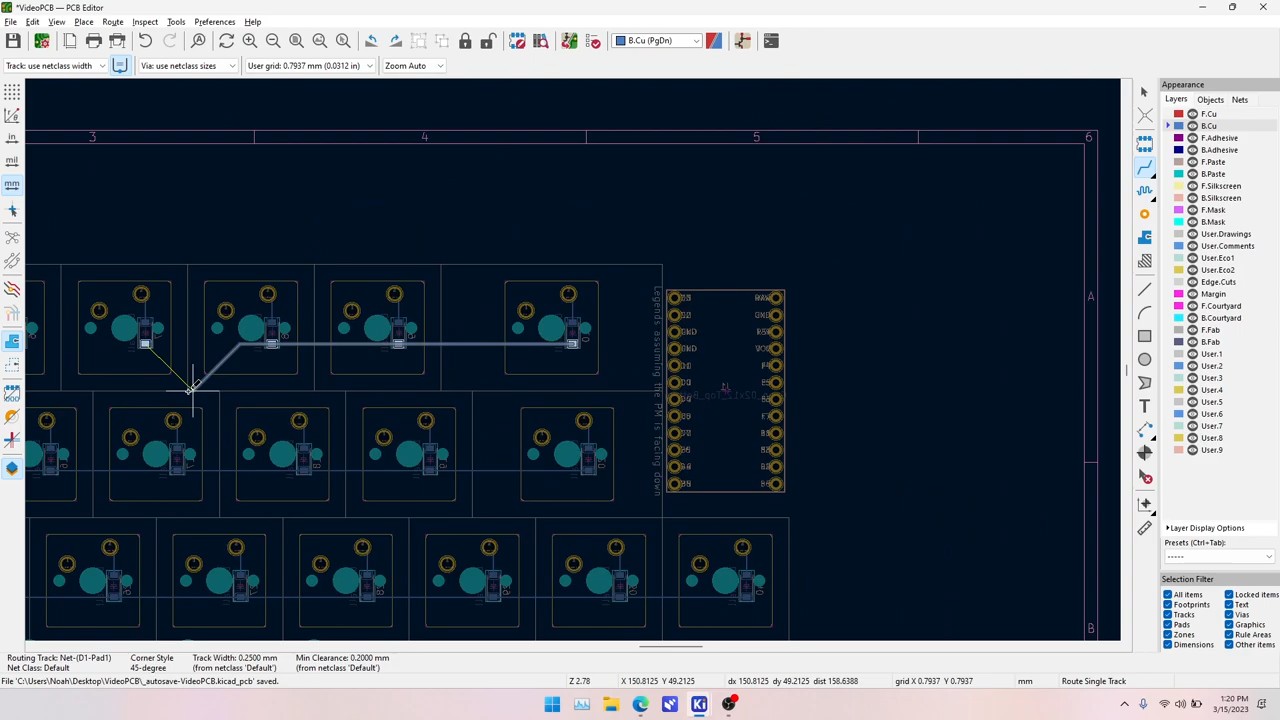 *VideoPCB — PCB Editor
File Edit View Place Route Inspect Tools Preferences Help
B.Cu (PgDn)
Track: use netclass width Via: use netclass sizes User grid: 0.7937 mm (0.0312 in) Zoom Auto
in
mil
mm
3 4 5 6
A
B
Legends assuming the PM is facing down
RAW
GND
GND
GND
Appearance
Layers Objects Nets
F.Cu
B.Cu
F.Adhesive
B.Adhesive
F.Paste
B.Paste
F.Silkscreen
B.Silkscreen
F.Mask
B.Mask
User.Drawings
User.Comments
User.Eco1
User.Eco2
Edge.Cuts
Margin
F.Courtyard
B.Courtyard
F.Fab
B.Fab
User.1
User.2
User.3
User.4
User.5
User.6
User.7
User.8
User.9
Layer Display Options
Presets (Ctrl+Tab):
-----
Selection Filter
All items Locked items
Footprints Text
Tracks Vias
Pads Graphics
Zones Rule Areas
Dimensions Other items
Routing Track: Net-(D1-Pad1) Corner Style Track Width: 0.2500 mm Min Clearance: 0.2000 mm
Net Class: Default 45-degree (from netclass 'Default') (from netclass 'Default')
File 'C:\Users\Noah\Desktop\VideoPCB\_autosave-VideoPCB.kicad_pcb' saved. Z 2.78 X 150.8125 Y 49.2125 dx 150.8125 dy 49.2125 dist 158.6388 grid X 0.7937 Y 0.7937 mm Route Single Track
Ki
1:20 PM
3/15/2023